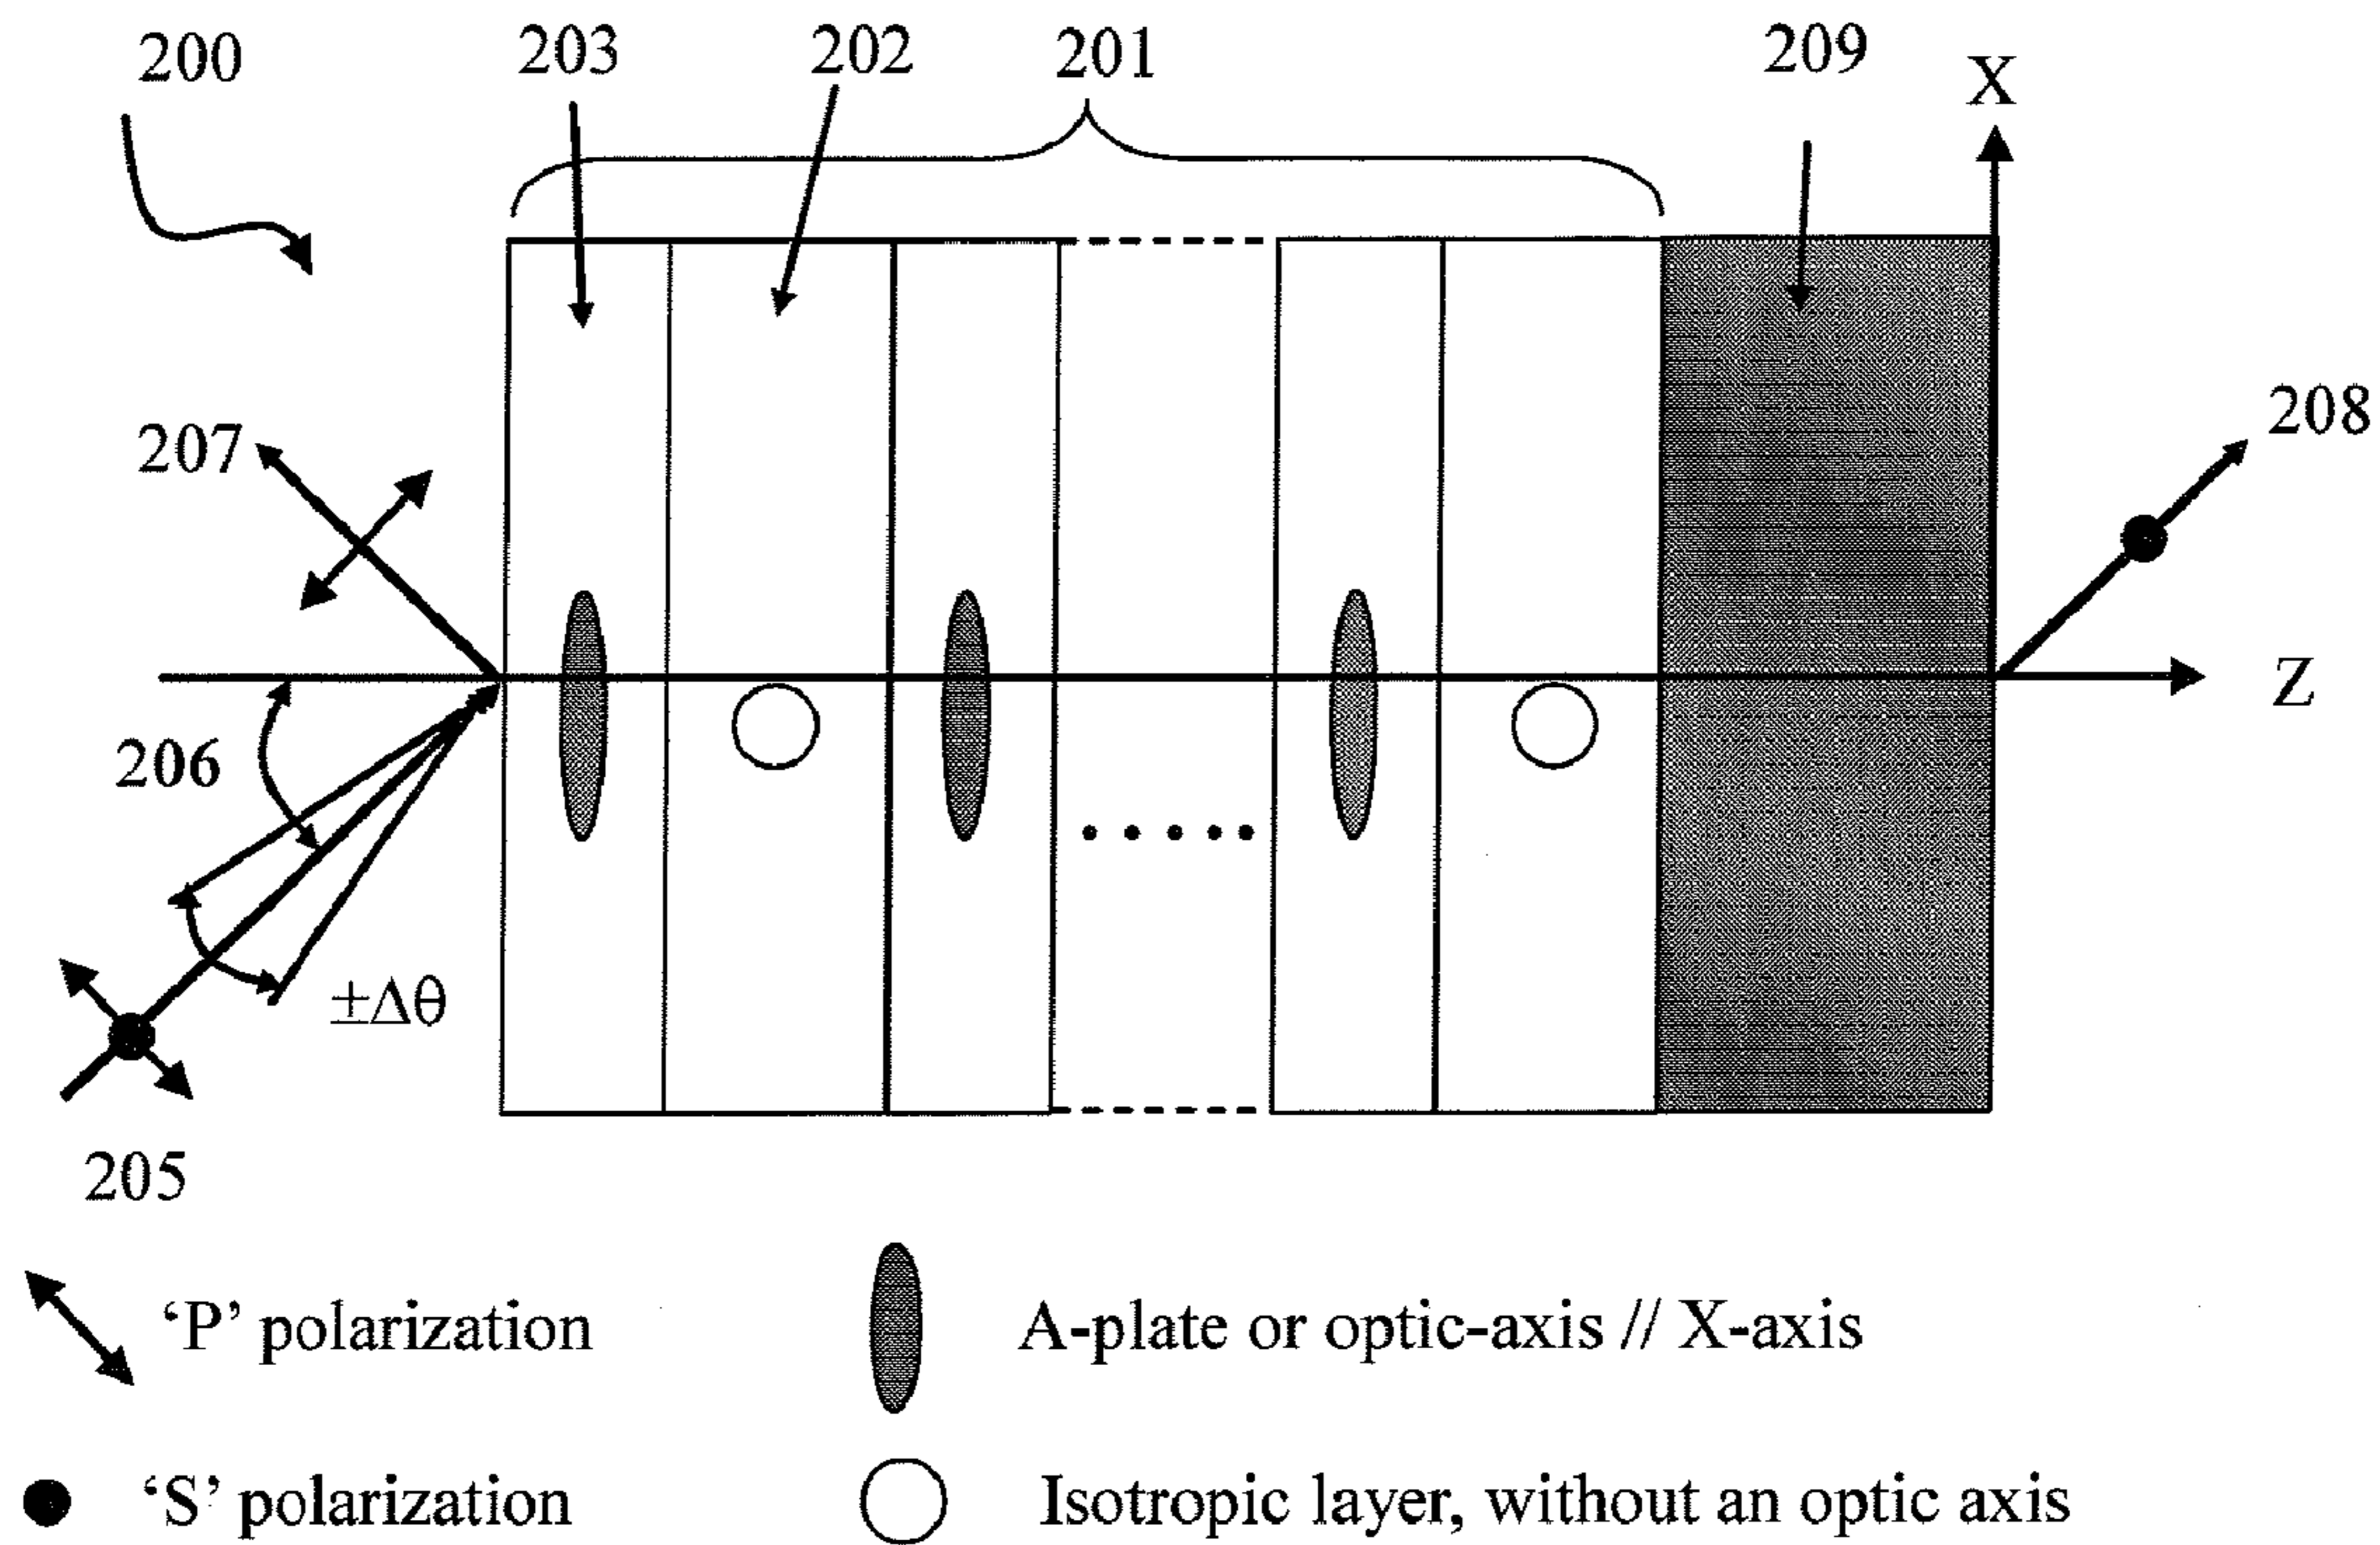 200
203
202
201
209
X
207
208
Z
206
±Δθ
205
‘P’ polarization
A-plate or optic-axis // X-axis
‘S’ polarization
Isotropic layer, without an optic axis